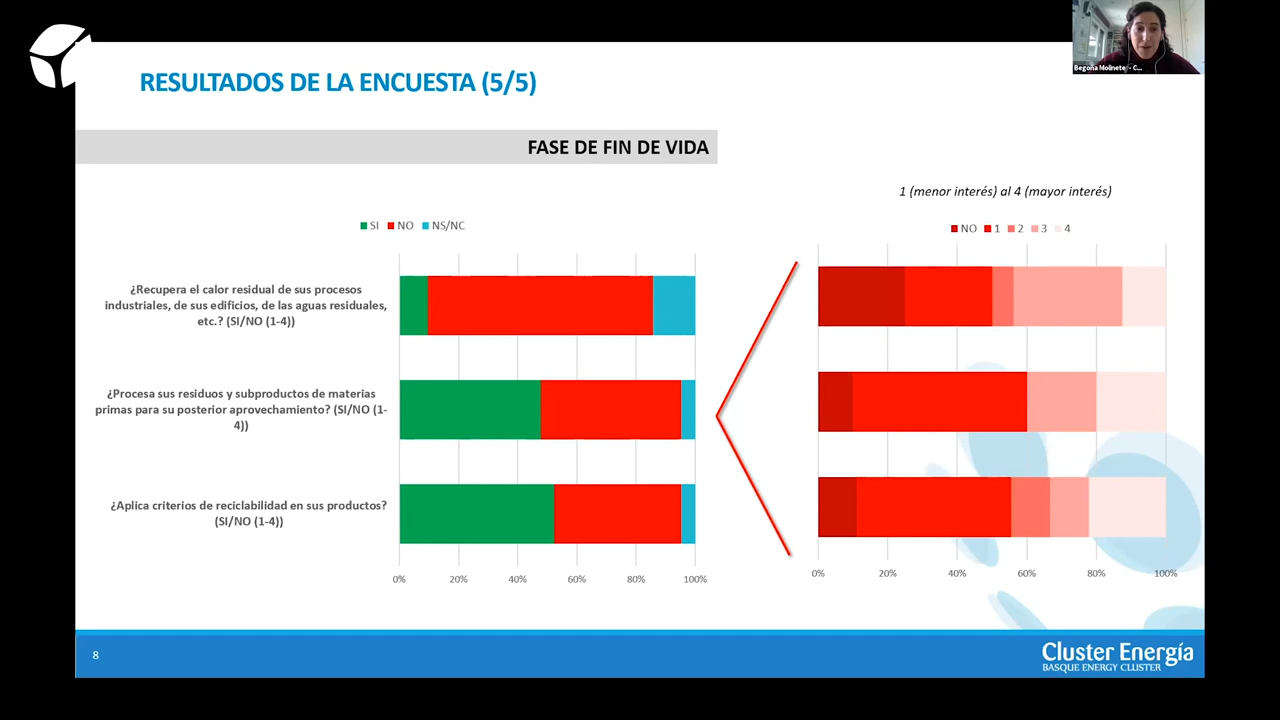 RESULTADOS DE LA ENCUESTA (5/5)
Begoña Molinete - C...
FASE DE FIN DE VIDA
1 (menor interés) al 4 (mayor interés)
SI NO NS/NC
NO 1 2 3 4
¿Recupera el calor residual de sus procesos
industriales, de sus edificios, de las aguas residuales,
etc.? (SI/NO (1-4))
¿Procesa sus residuos y subproductos de materias
primas para su posterior aprovechamiento? (SI/NO (1-
4))
¿Aplica criterios de reciclabilidad en sus productos?
(SI/NO (1-4))
0% 20% 40% 60% 80% 100%
0% 20% 40% 60% 80% 100%
8
Cluster Energía
BASQUE ENERGY CLUSTER